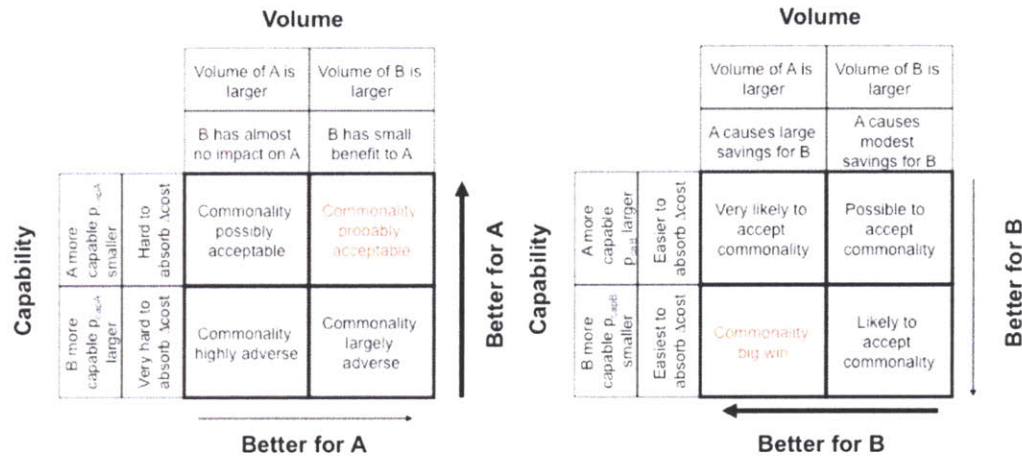 Volume
Volume of A is
larger
Volume of B is
larger
B has almost
no impact on A
B has small
benefit to A
Capability
A more
capable
smaller
Hard to
absorb Δcost
Commonality
possibly
acceptable
Commonality
probably
acceptable
B more
capable
larger
Very hard to
absorb Δcost
Commonality
highly adverse
Commonality
largely
adverse
Better for A
Better for A
Volume
Volume of A is
larger
Volume of B is
larger
A causes large
savings for B
A causes
modest
savings for B
Capability
A more
capable
larger
Easier to
absorb Δcost
Very likely to
accept
commonality
Possible to
accept
commonality
B more
capable
smaller
Easiest to
absorb Δcost
Commonality
big win
Likely to
accept
commonality
Better for B
Better for B